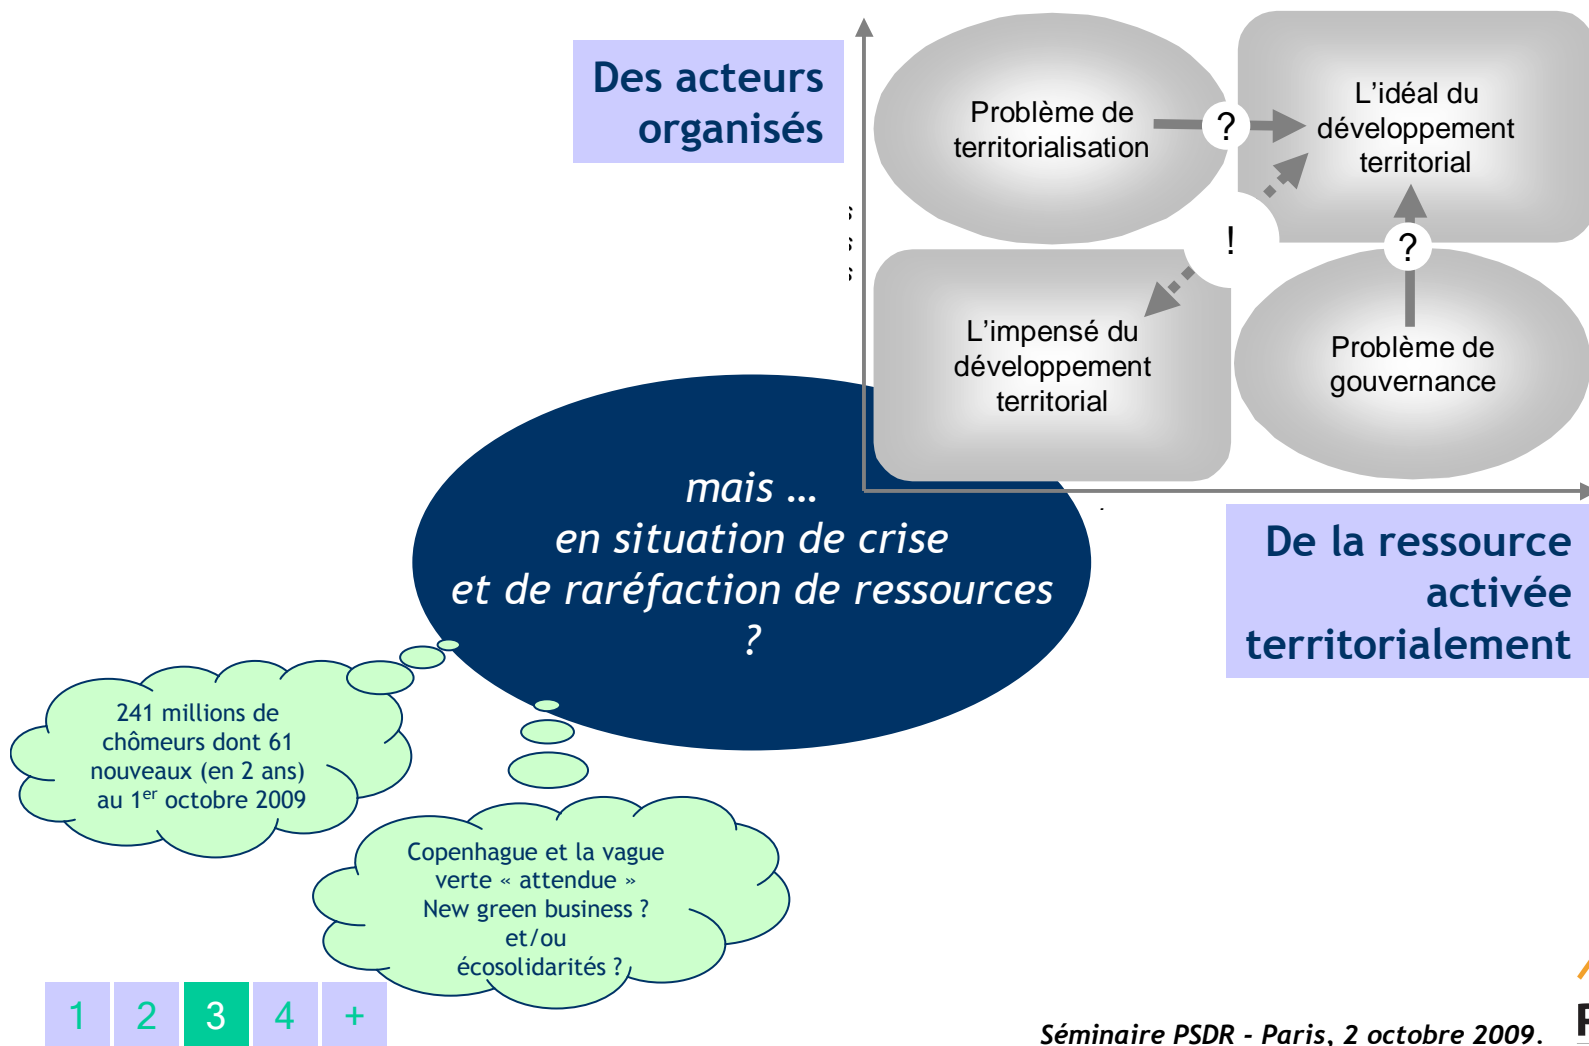 Des acteurs
organisés
Problème de
territorialisation
?
L'idéal du
développement
territorial
!
?
L'impensé du
développement
territorial
Problème de
gouvernance
De la ressource
activée
territorialement
mais …
en situation de crise
et de raréfaction de ressources
?
241 millions de
chômeurs dont 61
nouveaux (en 2 ans)
au 1er octobre 2009
Copenhague et la vague
verte « attendue »
New green business ?
et/ou
écosolidarités ?
1 2 3 4 +
Séminaire PSDR - Paris, 2 octobre 2009.